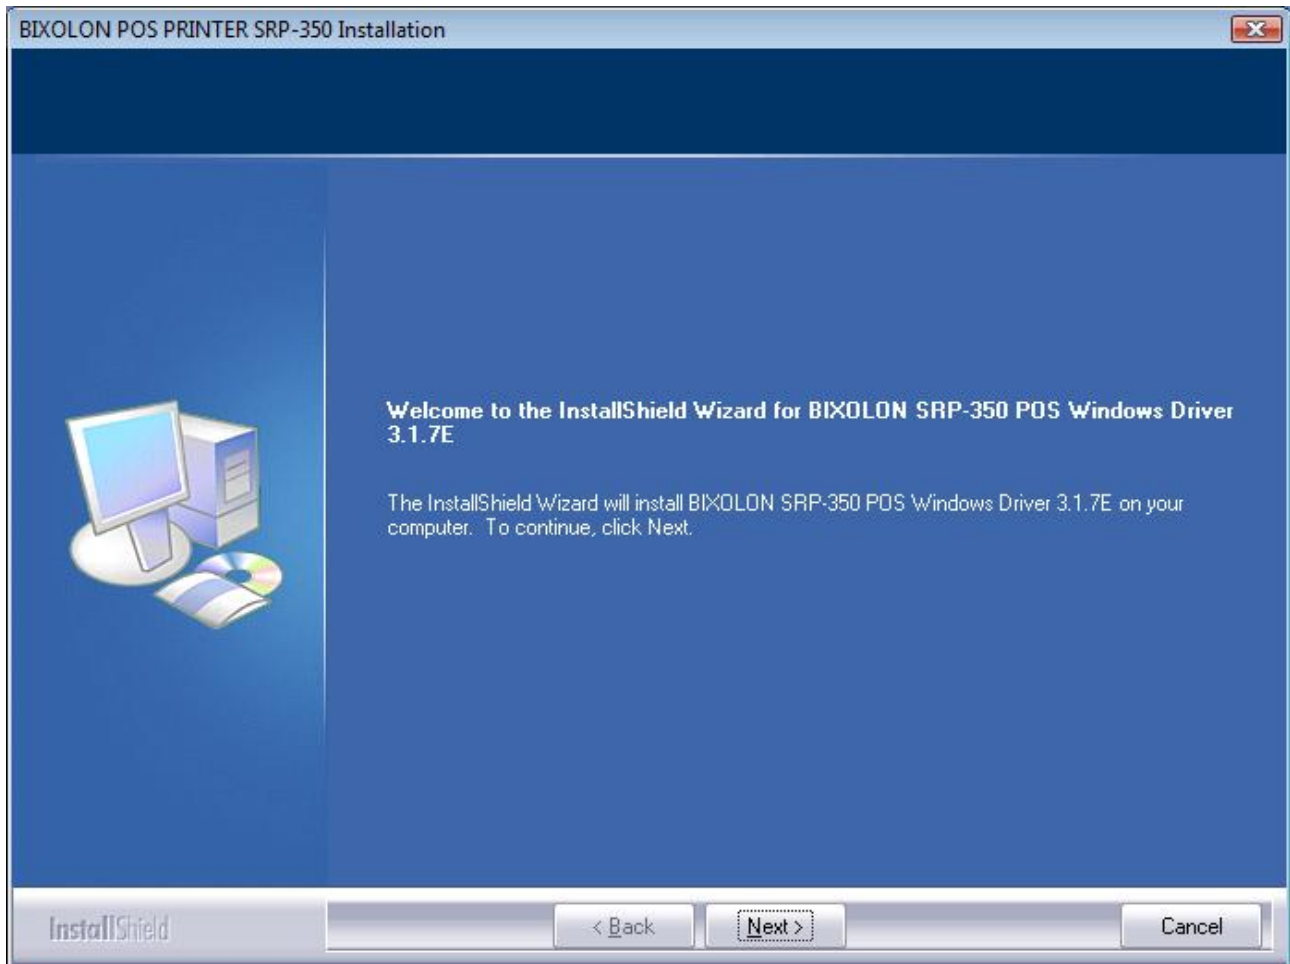 BIXOLON POS PRINTER SRP-350 Installation
Welcome to the InstallShield Wizard for BIXOLON SRP-350 POS Windows Driver
3.1.7E
The InstallShield Wizard will install BIXOLON SRP-350 POS Windows Driver 3.1.7E on your
computer.  To continue, click Next.
InstallShield
< Back
Next >
Cancel